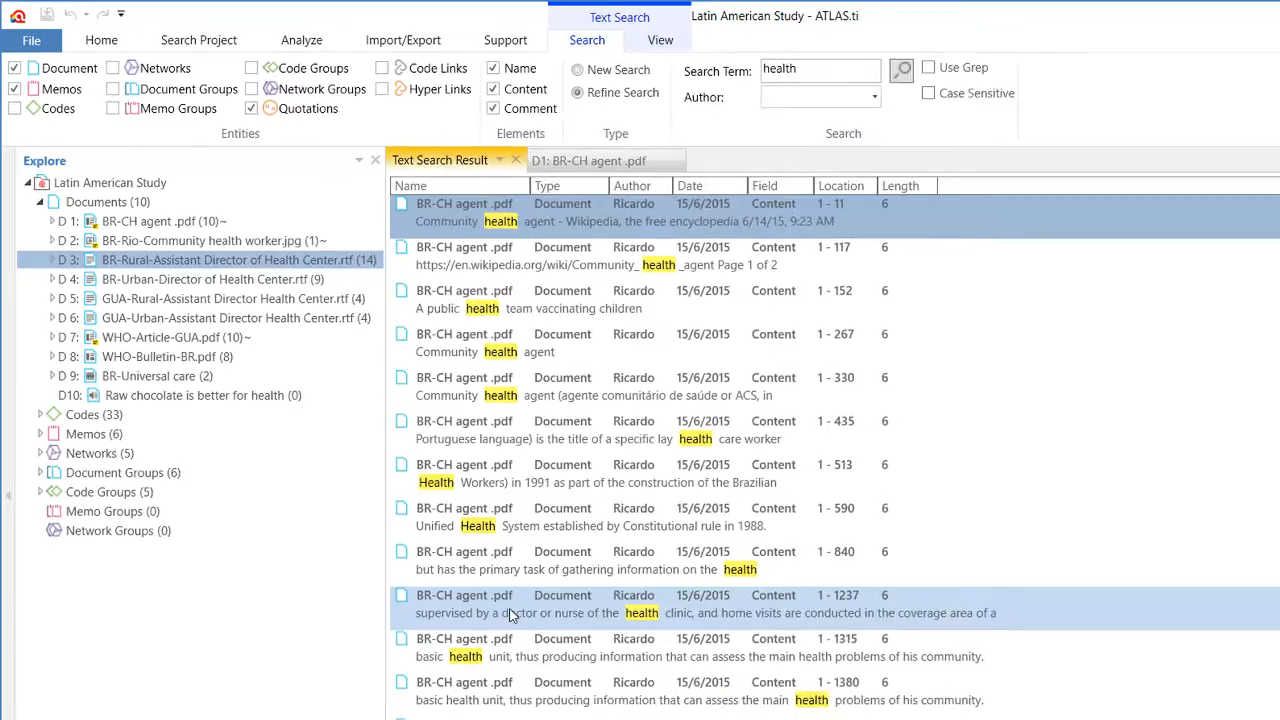 Text Search
Latin American Study - ATLAS.ti
File Home Search Project Analyze Import/Export Support Search View
Document Networks Code Groups Code Links Name New Search Search Term: health Use Grep
Memos Document Groups Network Groups Hyper Links Content Refine Search Author: Case Sensitive
Codes Memo Groups Quotations Comment
Entities Elements Type Search
Explore
Latin American Study
Documents (10)
D 1: BR-CH agent .pdf (10)~
D 2: BR-Rio-Community health worker.jpg (1)~
D 3: BR-Rural-Assistant Director of Health Center.rtf (14)
D 4: BR-Urban-Director of Health Center.rtf (9)
D 5: GUA-Rural-Assistant Director Health Center.rtf (4)
D 6: GUA-Urban-Assistant Director Health Center.rtf (4)
D 7: WHO-Article-GUA.pdf (10)~
D 8: WHO-Bulletin-BR.pdf (8)
D 9: BR-Universal care (2)
D10: Raw chocolate is better for health (0)
Codes (33)
Memos (6)
Networks (5)
Document Groups (6)
Code Groups (5)
Memo Groups (0)
Network Groups (0)
Text Search Result D1: BR-CH agent .pdf
Name Type Author Date Field Location Length
BR-CH agent .pdf Document Ricardo 15/6/2015 Content 1 - 11 6
Community health agent - Wikipedia, the free encyclopedia 6/14/15, 9:23 AM
BR-CH agent .pdf Document Ricardo 15/6/2015 Content 1 - 117 6
https://en.wikipedia.org/wiki/Community_ health _agent Page 1 of 2
BR-CH agent .pdf Document Ricardo 15/6/2015 Content 1 - 152 6
A public health team vaccinating children
BR-CH agent .pdf Document Ricardo 15/6/2015 Content 1 - 267 6
Community health agent
BR-CH agent .pdf Document Ricardo 15/6/2015 Content 1 - 330 6
Community health agent (agente comunitário de saúde or ACS, in
BR-CH agent .pdf Document Ricardo 15/6/2015 Content 1 - 435 6
Portuguese language) is the title of a specific lay health care worker
BR-CH agent .pdf Document Ricardo 15/6/2015 Content 1 - 513 6
Health Workers) in 1991 as part of the construction of the Brazilian
BR-CH agent .pdf Document Ricardo 15/6/2015 Content 1 - 590 6
Unified Health System established by Constitutional rule in 1988.
BR-CH agent .pdf Document Ricardo 15/6/2015 Content 1 - 840 6
but has the primary task of gathering information on the health
BR-CH agent .pdf Document Ricardo 15/6/2015 Content 1 - 1237 6
supervised by a doctor or nurse of the health clinic, and home visits are conducted in the coverage area of a
BR-CH agent .pdf Document Ricardo 15/6/2015 Content 1 - 1315 6
basic health unit, thus producing information that can assess the main health problems of his community.
BR-CH agent .pdf Document Ricardo 15/6/2015 Content 1 - 1380 6
basic health unit, thus producing information that can assess the main health problems of his community.